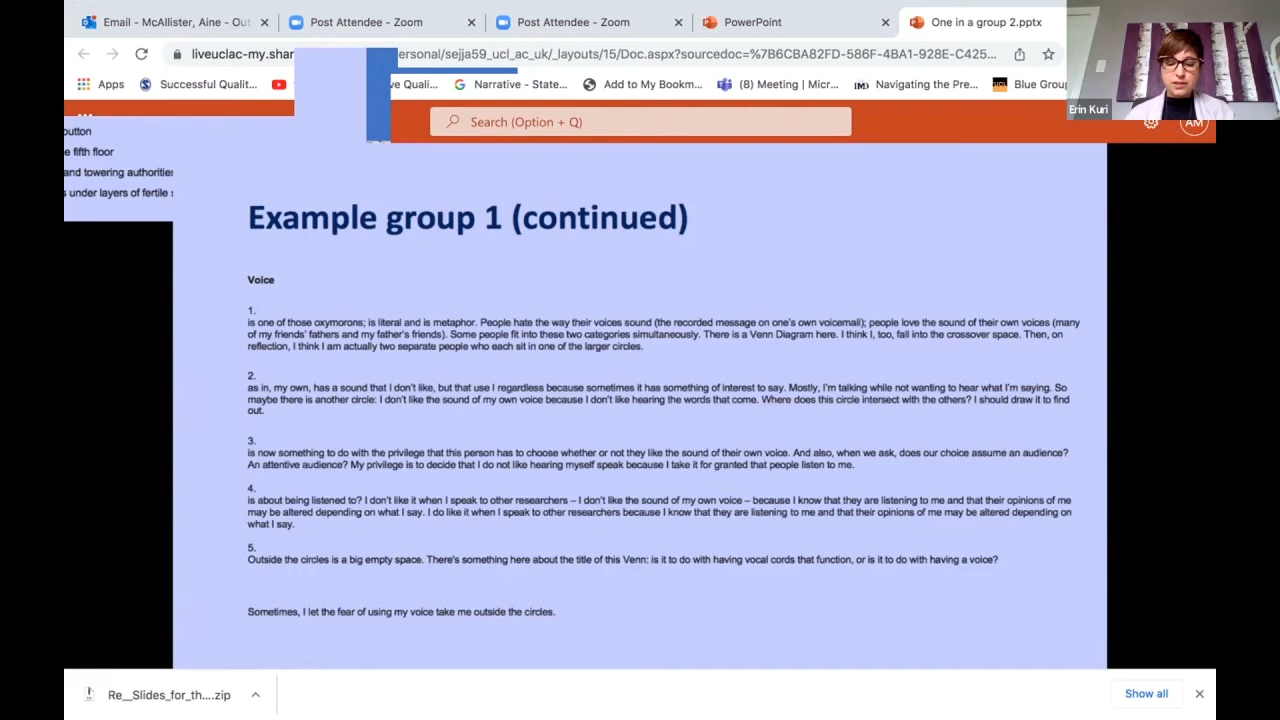 Email - McAllister, Aine - Out
Post Attendee - Zoom
Post Attendee - Zoom
PowerPoint
One in a group 2.pptx
liveuclac-my.shar
ersonal/sejja59_ucl_ac_uk/_layouts/15/Doc.aspx?sourcedoc=%7B6CBA82FD-586F-4BA1-928E-C425...
Apps
Successful Qualit...
ve Quali...
Narrative - State...
Add to My Bookm...
(8) Meeting | Micr...
Navigating the Pre...
Blue Group
Erin Kuri
Search (Option + Q)
AM
button
e fifth floor
and towering authorities
s under layers of fertile s
Example group 1 (continued)
Voice
1.
is one of those oxymorons; is literal and is metaphor. People hate the way their voices sound (the recorded message on one's own voicemail); people love the sound of their own voices (many
of my friends' fathers and my father's friends). Some people fit into these two categories simultaneously. There is a Venn Diagram here. I think I, too, fall into the crossover space. Then, on
reflection, I think I am actually two separate people who each sit in one of the larger circles.
2.
as in, my own, has a sound that I don't like, but that use I regardless because sometimes it has something of interest to say. Mostly, I'm talking while not wanting to hear what I'm saying. So
maybe there is another circle: I don't like the sound of my own voice because I don't like hearing the words that come. Where does this circle intersect with the others? I should draw it to find
out.
3.
is now something to do with the privilege that this person has to choose whether or not they like the sound of their own voice. And also, when we ask, does our choice assume an audience?
An attentive audience? My privilege is to decide that I do not like hearing myself speak because I take it for granted that people listen to me.
4.
is about being listened to? I don't like it when I speak to other researchers – I don't like the sound of my own voice – because I know that they are listening to me and that their opinions of me
may be altered depending on what I say. I do like it when I speak to other researchers because I know that they are listening to me and that their opinions of me may be altered depending on
what I say.
5.
Outside the circles is a big empty space. There's something here about the title of this Venn: is it to do with having vocal cords that function, or is it to do with having a voice?
Sometimes, I let the fear of using my voice take me outside the circles.
Re__Slides_for_th....zip
Show all